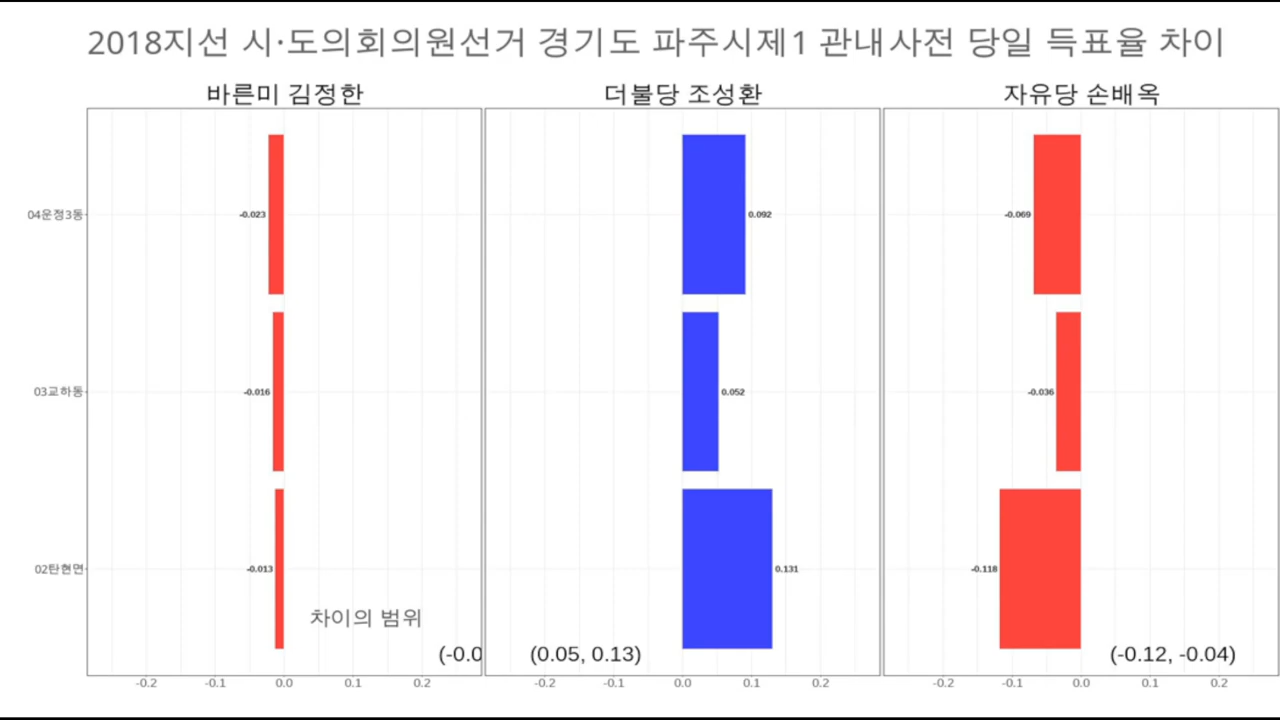 2018지선 시·도의회의원선거 경기도 파주시제1 관내사전 당일 득표율 차이
바른미 김정한
더불당 조성환
자유당 손배옥
04운정3동
-0.023
0.092
-0.069
03교하동
-0.016
0.052
-0.036
02탄현면
-0.013
0.131
-0.118
차이의 범위
(-0.0
(0.05, 0.13)
(-0.12, -0.04)
-0.2 -0.1 0.0 0.1 0.2
-0.2 -0.1 0.0 0.1 0.2
-0.2 -0.1 0.0 0.1 0.2